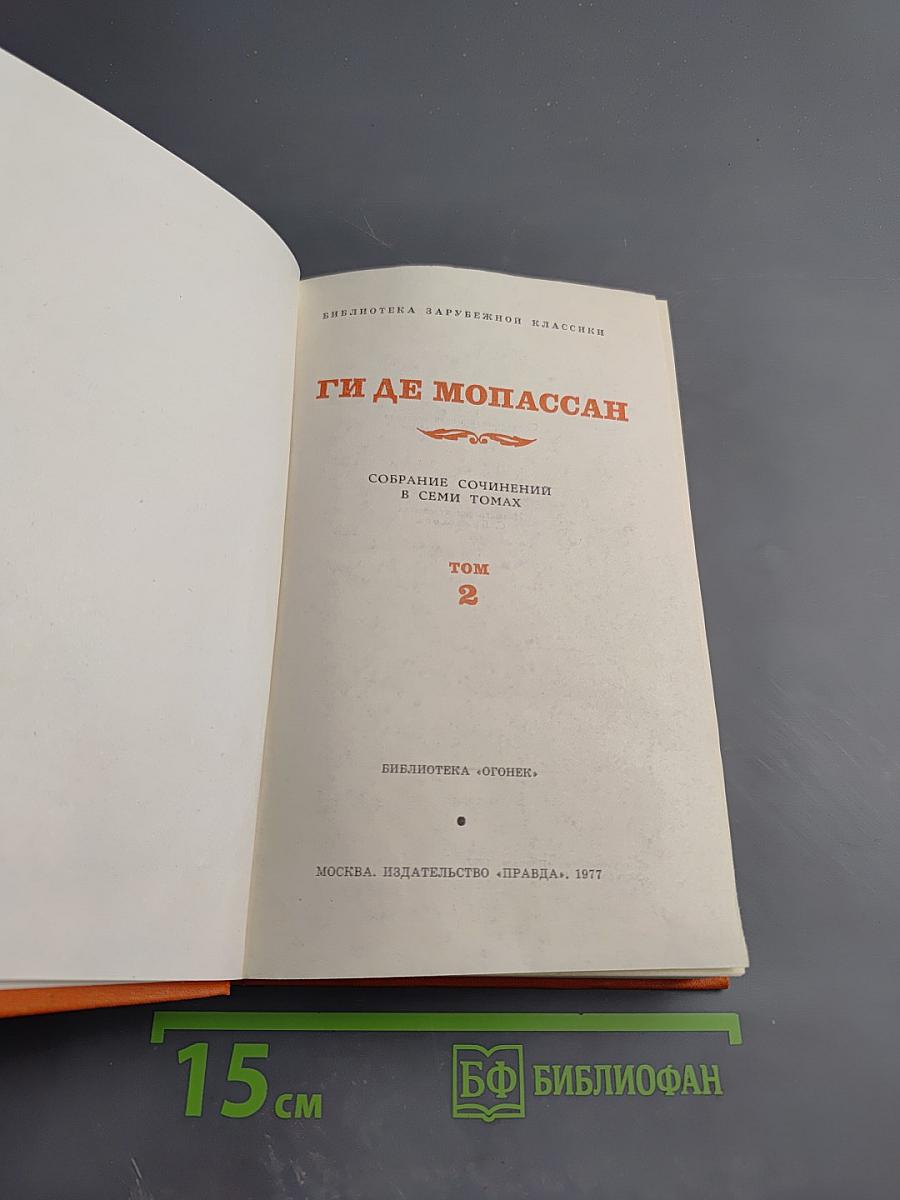 БИБЛИОТЕКА ЗАРУБЕЖНОЙ КЛАССИКИ
ГИ ДЕ МОПАССАН
СОБРАНИЕ СОЧИНЕНИЙ
В СЕМИ ТОМАХ
ТОМ
2
БИБЛИОТЕКА «ОГОНЕК»
МОСКВА. ИЗДАТЕЛЬСТВО «ПРАВДА». 1977
15 СМ
БФ БИБЛИОФАН